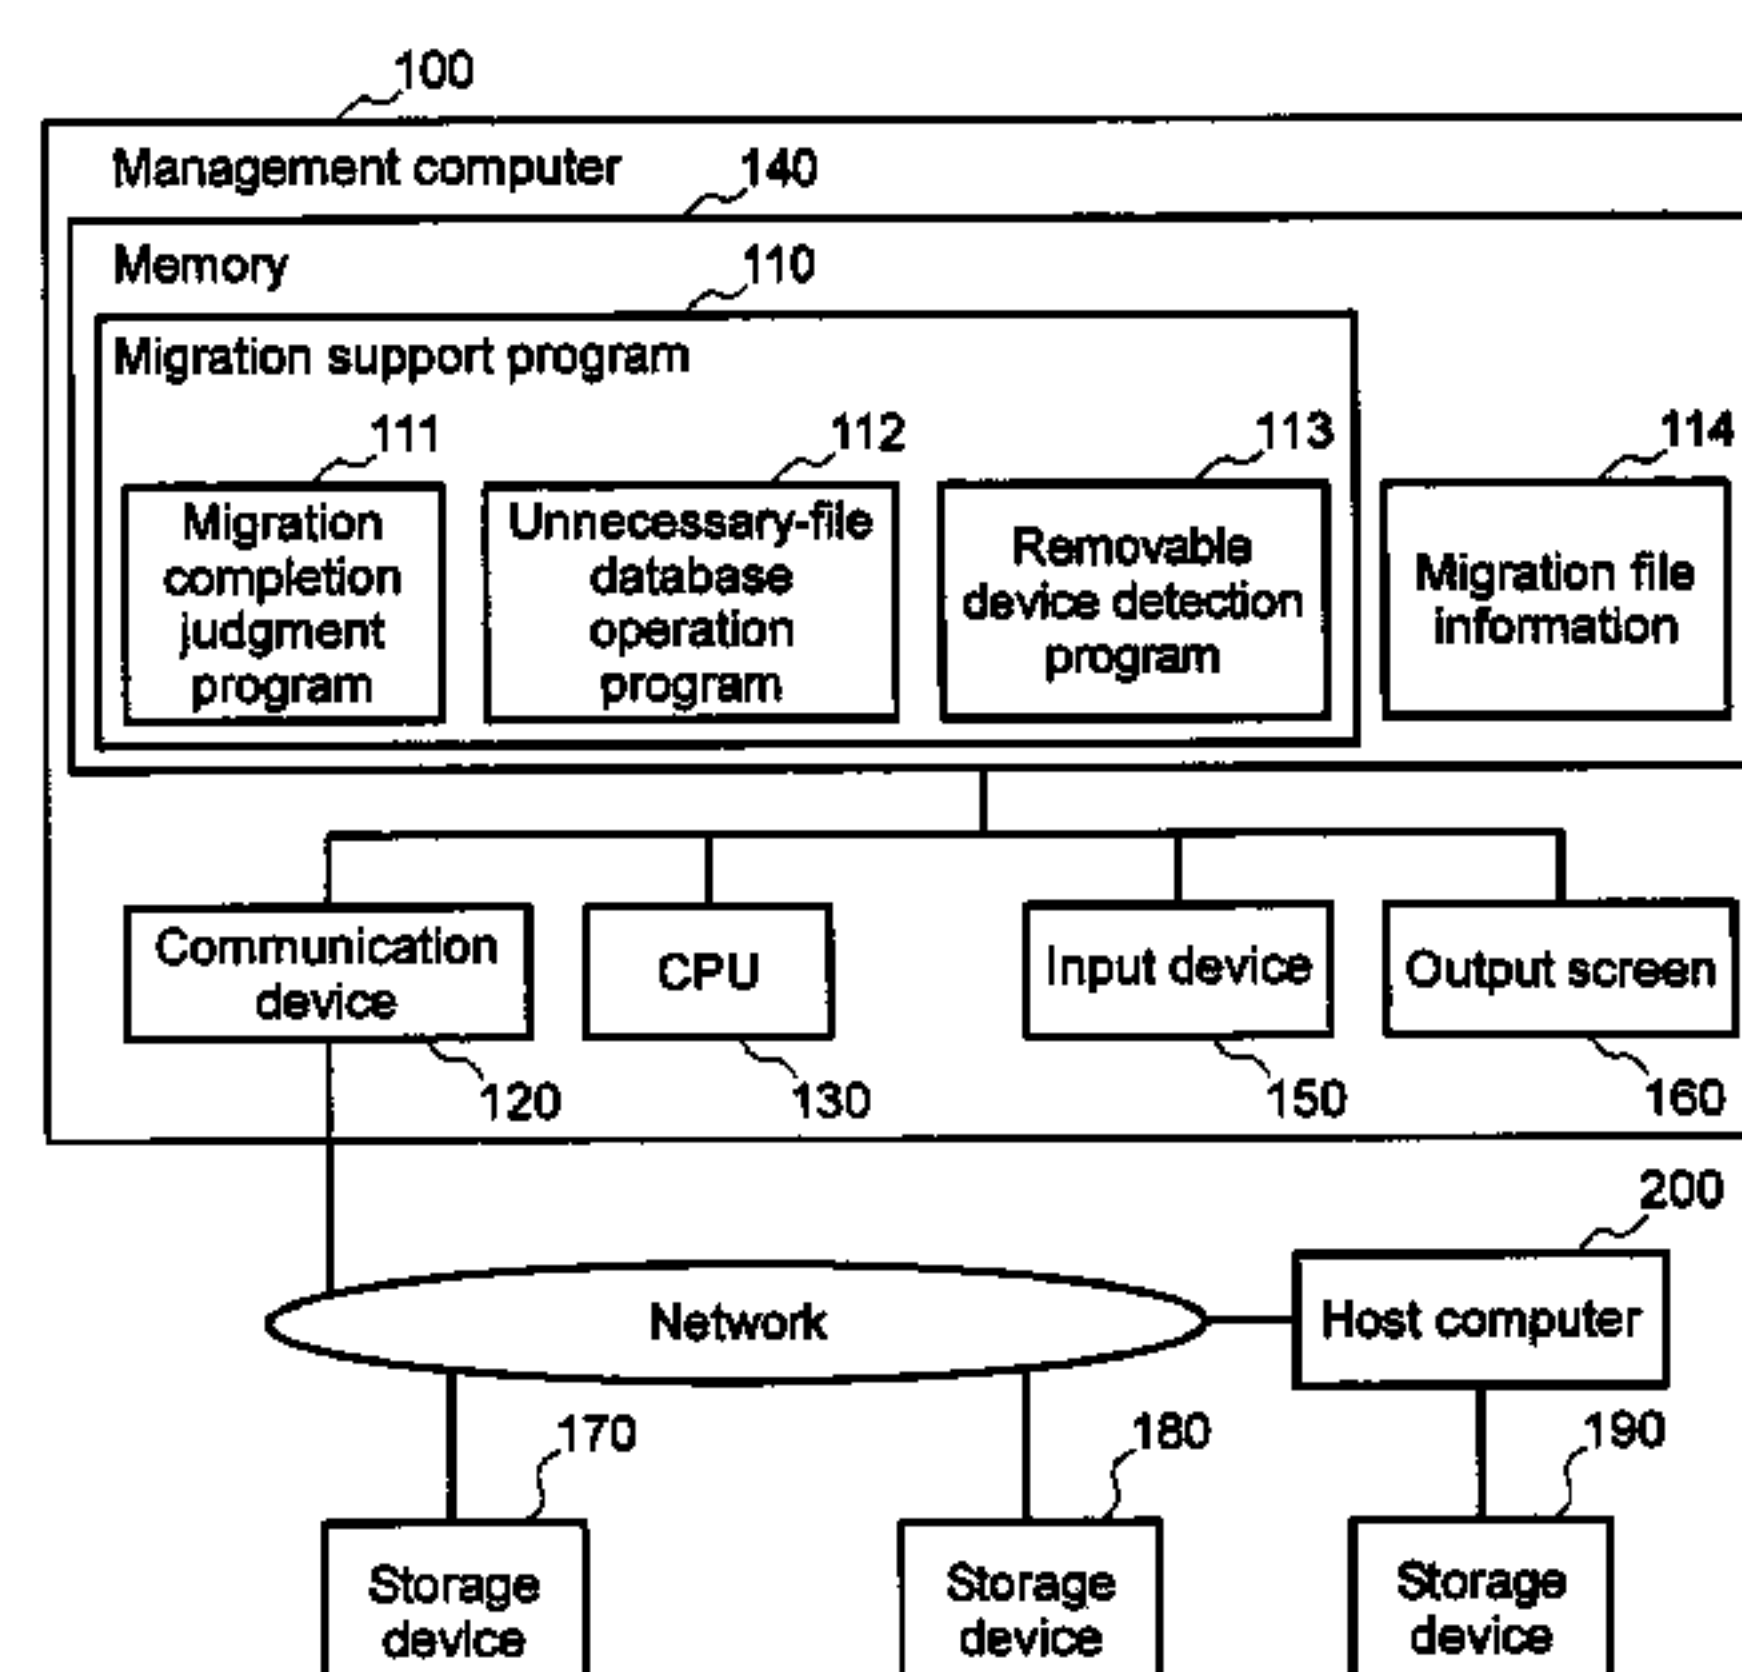 100
Management computer
140
Memory
110
Migration support program
111
112
113
114
Migration
completion
judgment
program
Unnecessary-file
database
operation
program
Removable
device detection
program
Migration file
information
Communication
device
CPU
Input device
Output screen
120
130
150
160
200
Network
Host computer
170
180
190
Storage
device
Storage
device
Storage
device